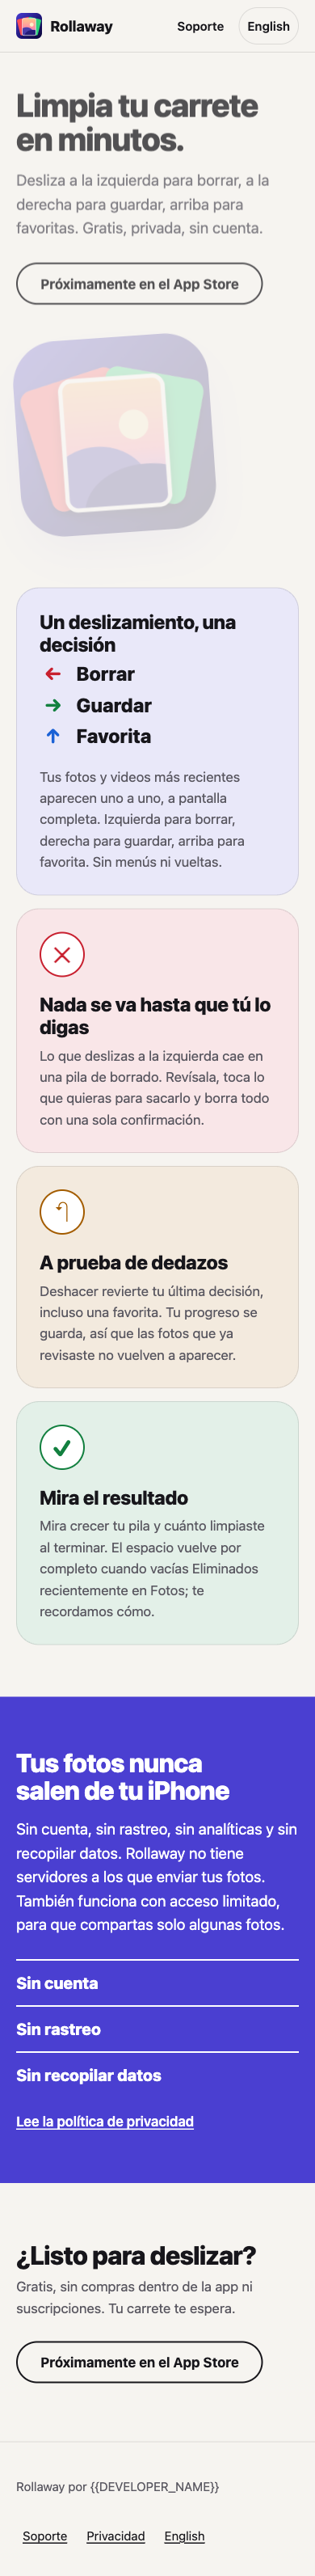 Rollaway
Soporte
English
Limpia tu carrete
en minutos.
Desliza a la izquierda para borrar, a la
derecha para guardar, arriba para
favoritas. Gratis, privada, sin cuenta.
Próximamente en el App Store
Un deslizamiento, una
decisión
Borrar
Guardar
Favorita
Tus fotos y videos más recientes
aparecen uno a uno, a pantalla
completa. Izquierda para borrar,
derecha para guardar, arriba para
favorita. Sin menús ni vueltas.
Nada se va hasta que tú lo
digas
Lo que deslizas a la izquierda cae en
una pila de borrado. Revísala, toca lo
que quieras para sacarlo y borra todo
con una sola confirmación.
A prueba de dedazos
Deshacer revierte tu última decisión,
incluso una favorita. Tu progreso se
guarda, así que las fotos que ya
revisaste no vuelven a aparecer.
Mira el resultado
Mira crecer tu pila y cuánto limpiaste
al terminar. El espacio vuelve por
completo cuando vacías Eliminados
recientemente en Fotos; te
recordamos cómo.
Tus fotos nunca
salen de tu iPhone
Sin cuenta, sin rastreo, sin analíticas y sin
recopilar datos. Rollaway no tiene
servidores a los que enviar tus fotos.
También funciona con acceso limitado,
para que compartas solo algunas fotos.
Sin cuenta
Sin rastreo
Sin recopilar datos
Lee la política de privacidad
¿Listo para deslizar?
Gratis, sin compras dentro de la app ni
suscripciones. Tu carrete te espera.
Próximamente en el App Store
Rollaway por {{DEVELOPER_NAME}}
Soporte
Privacidad
English